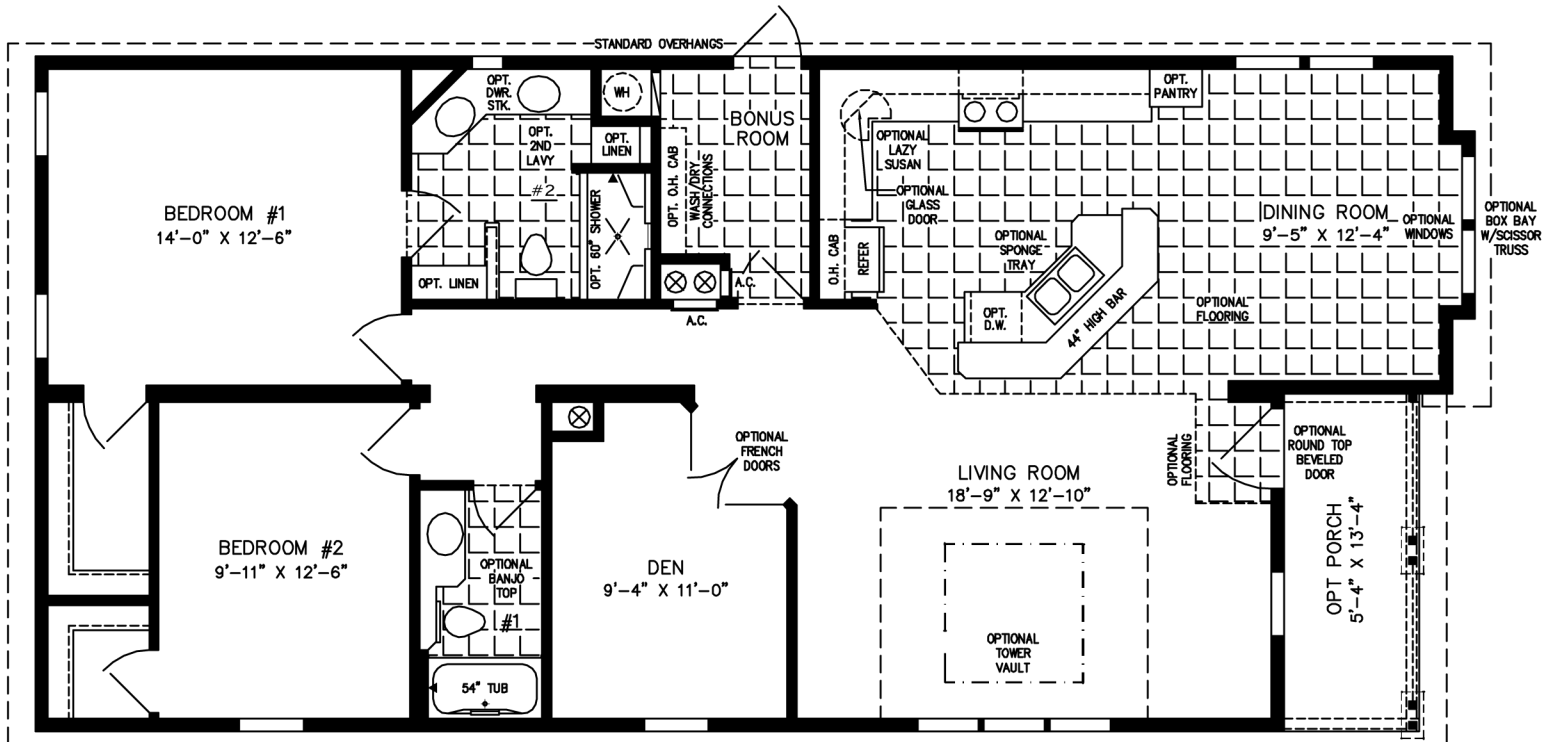 STANDARD OVERHANGS
BEDROOM #1
14'-0" X 12'-6"
OPT.
DWR.
STK.
OPT.
2ND
LAVY
#2
WH
OPT.
LINEN
OPT. 60" SHOWER
OPT. LINEN
BONUS
ROOM
OPT. O.H. CAB
WASH/DRY
CONNECTIONS
A.C.
A.C.
OPTIONAL
LAZY
SUSAN
OPTIONAL
GLASS
DOOR
O.H. CAB
REFER
OPT.
PANTRY
OPTIONAL
SPONGE
TRAY
OPT.
D.W.
44" HIGH BAR
DINING ROOM
9'-5" X 12'-4"
OPTIONAL
WINDOWS
OPTIONAL
BOX BAY
W/SCISSOR
TRUSS
OPTIONAL
FLOORING
BEDROOM #2
9'-11" X 12'-6"
OPTIONAL
BANJO
TOP
#1
54" TUB
DEN
9'-4" X 11'-0"
OPTIONAL
FRENCH
DOORS
LIVING ROOM
18'-9" X 12'-10"
OPTIONAL
TOWER
VAULT
OPTIONAL
FLOORING
OPTIONAL
ROUND TOP
BEVELED
DOOR
OPT PORCH
5'-4" X 13'-4"